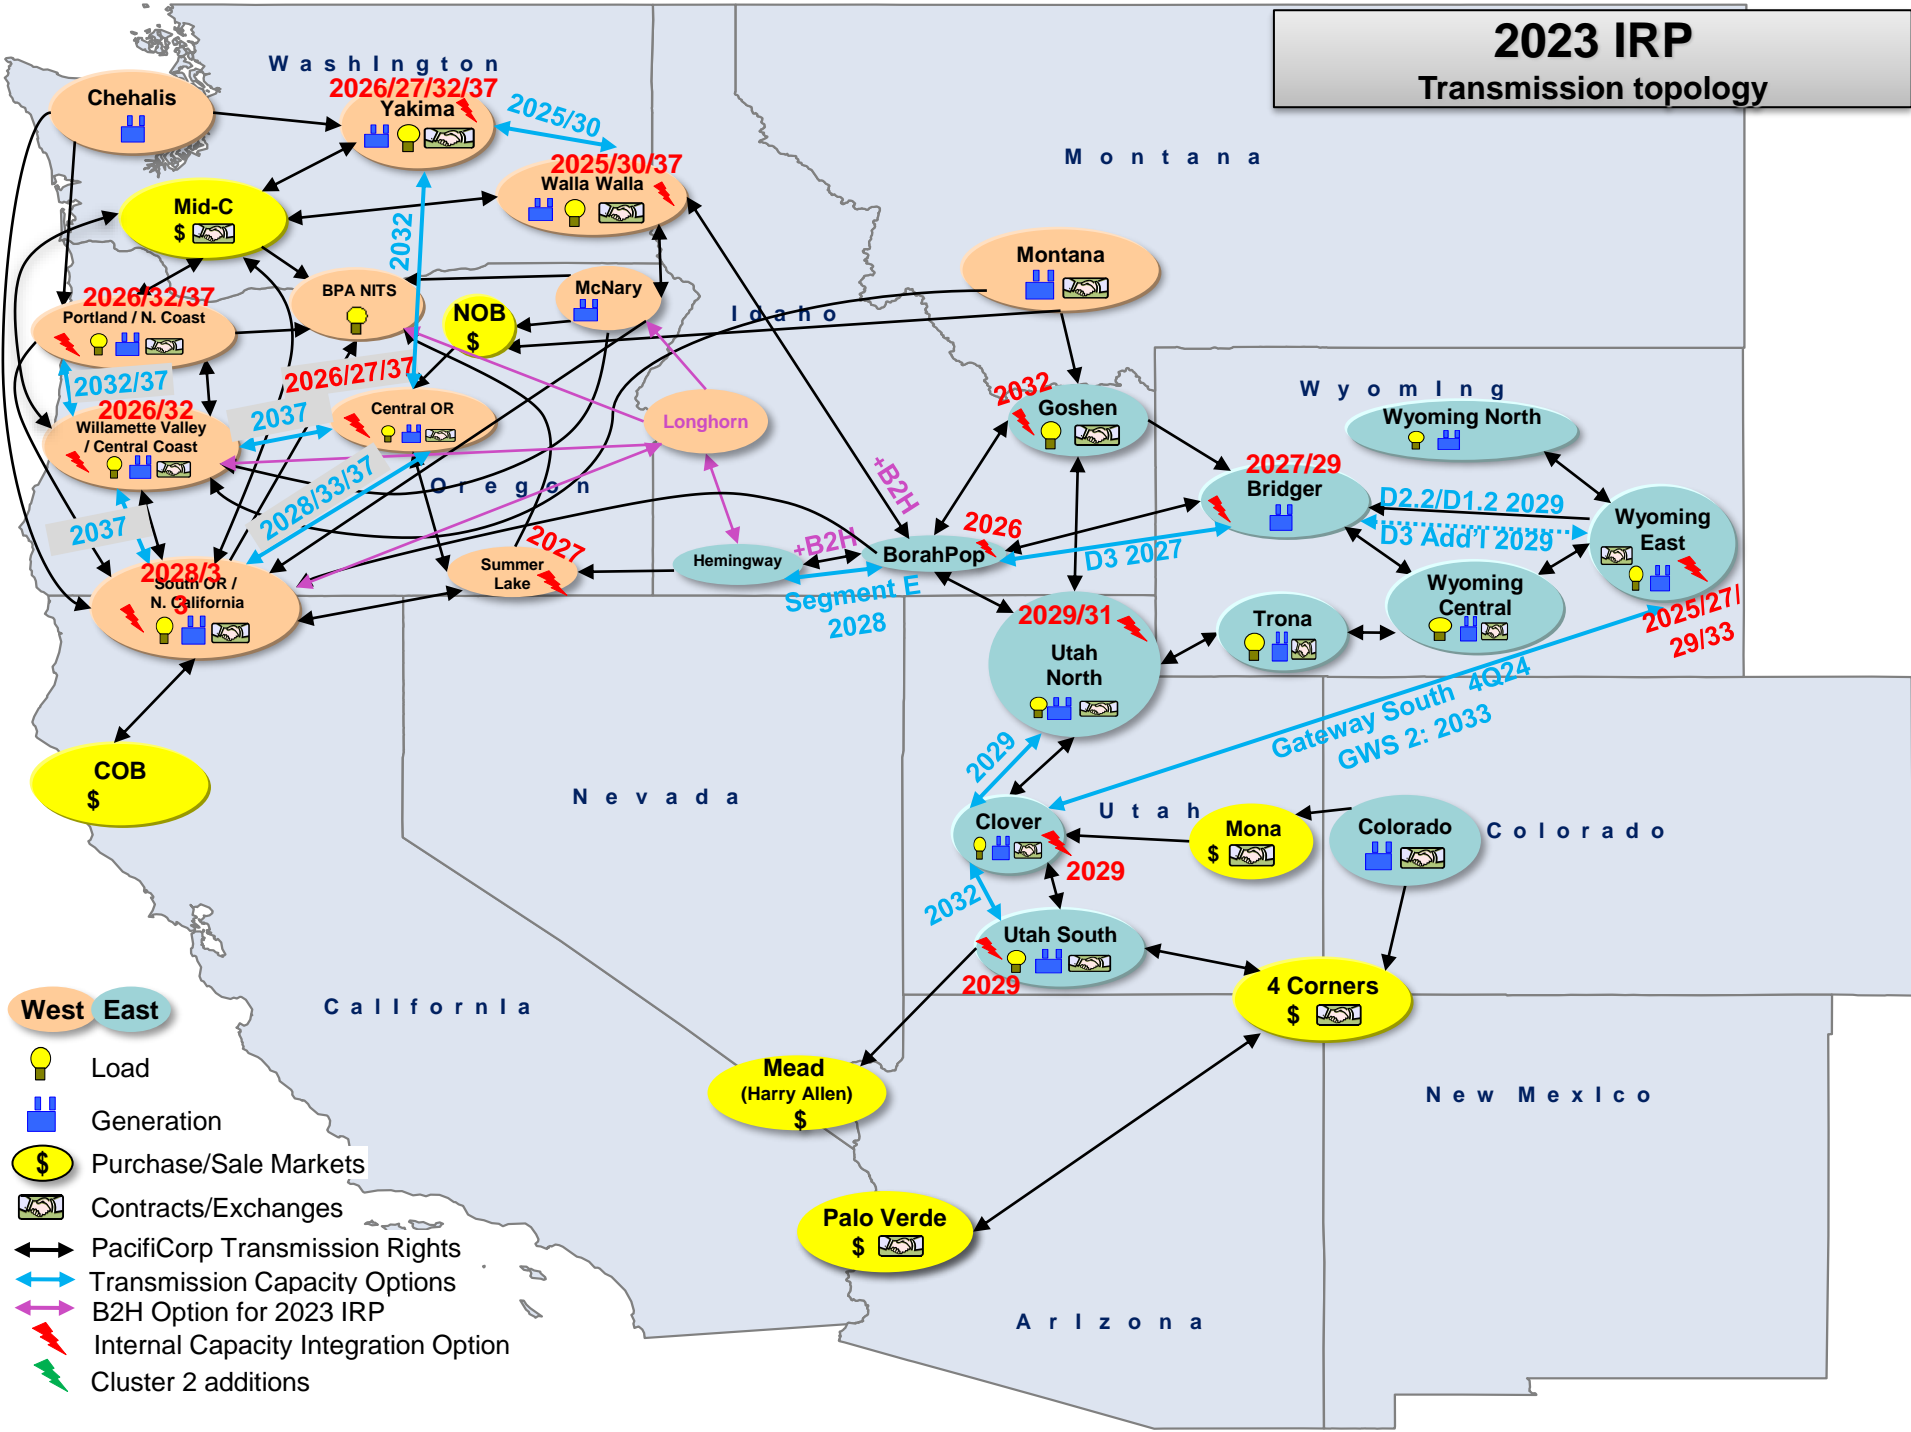 2023 IRP
Transmission topology
WashIngton
Chehalis
2026/27/32/37
Yakima
2025/30
2025/30/37
Walla Walla
Montana
Mid-C
$
2032
Montana
BPA NITS
McNary
NOB
$
Idaho
2026/32/37
Portland / N. Coast
2032/37
2026/27/37
Central OR
2037
2026/32
Willamette Valley
/ Central Coast
Longhorn
2032
Goshen
WyomIng
Wyoming North
2027/29
Bridger
+B2H
Oregon
2028/33/37
2037
D2.2/D1.2 2029
D3 Add'l 2029
Wyoming
East
2026
BorahPop
+B2H
Hemingway
D3 2027
2027
Summer
Lake
2028/3
3
South OR /
N. California
Segment E
2028
Wyoming
Central
2025/27/
29/33
Trona
2029/31
Utah
North
Gateway South 4Q24
GWS 2: 2033
COB
$
Nevada
2029
Clover
2029
Utah
Mona
$
Colorado
Colorado
2032
Utah South
2029
4 Corners
$
CalIfornIa
West
East
Load
Generation
$
Purchase/Sale Markets
Contracts/Exchanges
PacifiCorp Transmission Rights
Transmission Capacity Options
B2H Option for 2023 IRP
Internal Capacity Integration Option
Cluster 2 additions
Mead
(Harry Allen)
$
New MexIco
Palo Verde
$
ArIzona